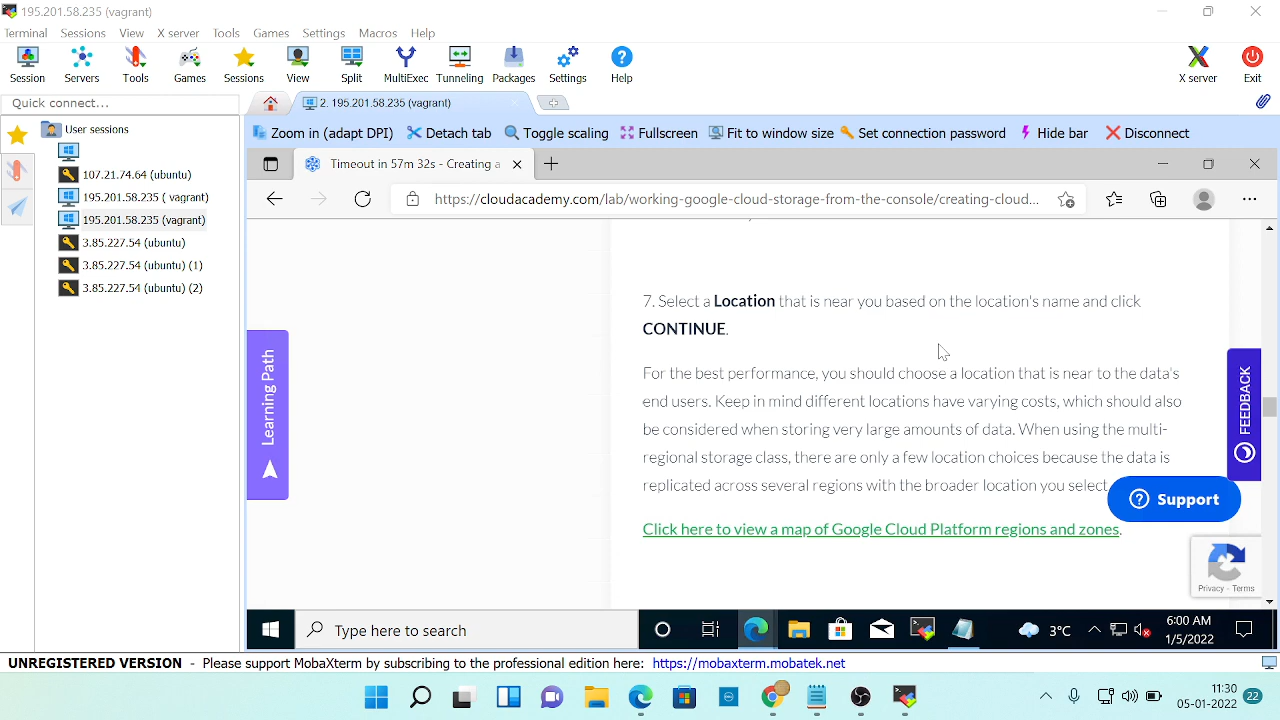 195.201.58.235 (vagrant)
Terminal Sessions View X server Tools Games Settings Macros Help
Session Servers Tools Games Sessions View Split MultiExec Tunneling Packages Settings Help X server Exit
Quick connect...
2. 195.201.58.235 (vagrant)
User sessions
107.21.74.64 (ubuntu)
195.201.58.235 ( vagrant)
195.201.58.235 (vagrant)
3.85.227.54 (ubuntu)
3.85.227.54 (ubuntu) (1)
3.85.227.54 (ubuntu) (2)
Zoom in (adapt DPI) Detach tab Toggle scaling Fullscreen Fit to window size Set connection password Hide bar Disconnect
Timeout in 57m 32s - Creating a
https://cloudacademy.com/lab/working-google-cloud-storage-from-the-console/creating-cloud...
7. Select a Location that is near you based on the location's name and click
CONTINUE.
For the best performance, you should choose a location that is near to the data's
end users. Keep in mind different locations have varying costs, which should also
be considered when storing very large amounts of data. When using the multi-
regional storage class, there are only a few location choices because the data is
replicated across several regions with the broader location you select
Click here to view a map of Google Cloud Platform regions and zones.
Learning Path
FEEDBACK
Support
Privacy - Terms
Type here to search
3°C
6:00 AM
1/5/2022
UNREGISTERED VERSION - Please support MobaXterm by subscribing to the professional edition here: https://mobaxterm.mobatek.net
11:30
05-01-2022
22